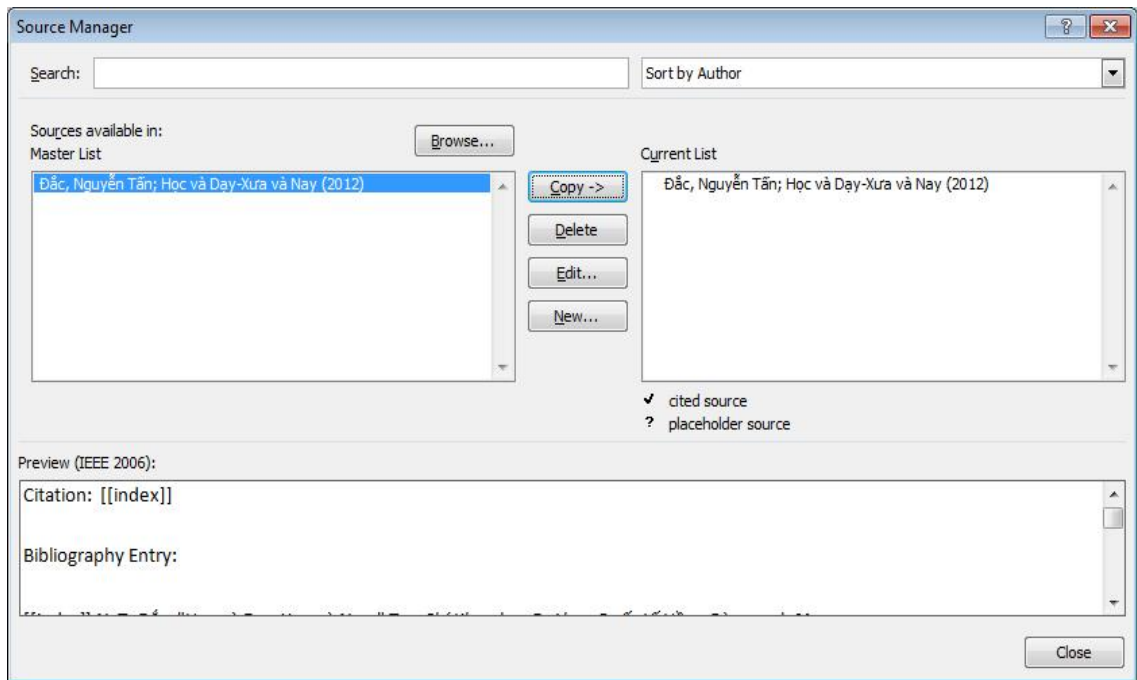 Source Manager
Search:
Sort by Author
Sources available in:
Master List
Browse...
Current List
Đắc, Nguyễn Tấn; Học và Dạy-Xưa và Nay (2012)
Copy ->
Delete
Edit...
New...
Đắc, Nguyễn Tấn; Học và Dạy-Xưa và Nay (2012)
✓ cited source
? placeholder source
Preview (IEEE 2006):
Citation: [[index]]
Bibliography Entry:
Close